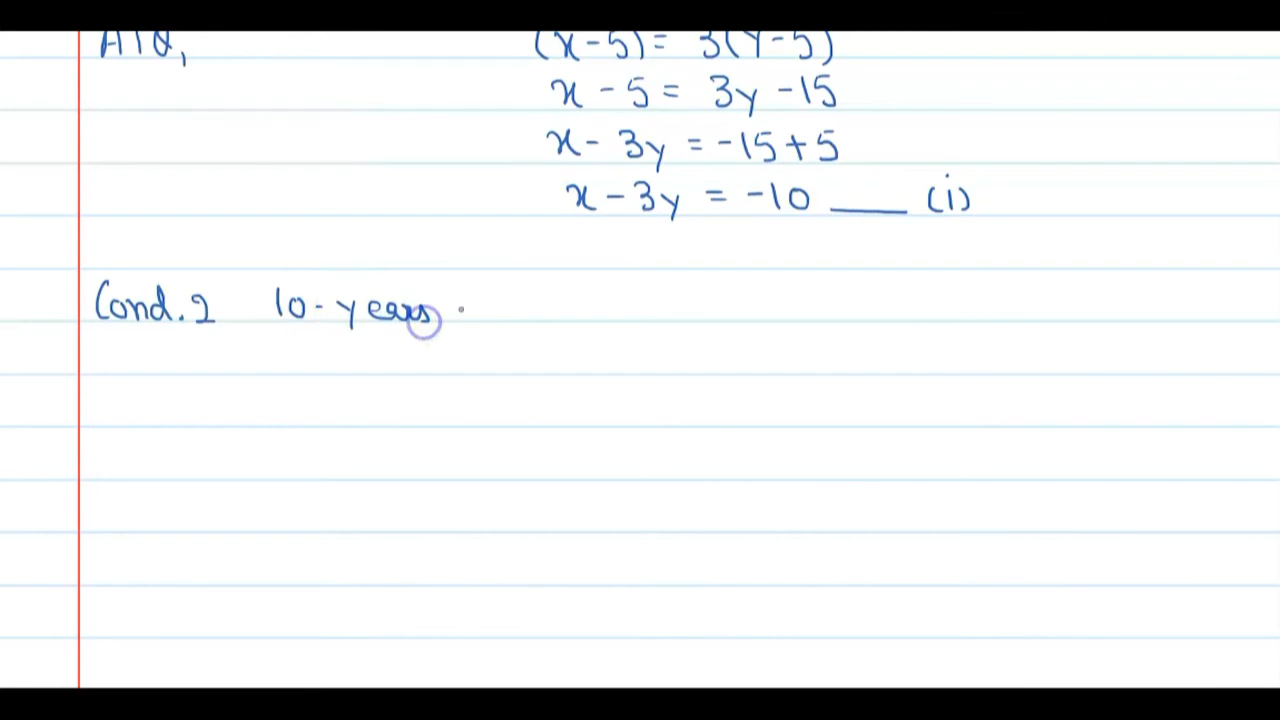 ATQ, (x-5) = 3(y-5)
x - 5 = 3y - 15
x - 3y = -15 + 5
x - 3y = -10 ____ (i)
Cond. 2 10-years